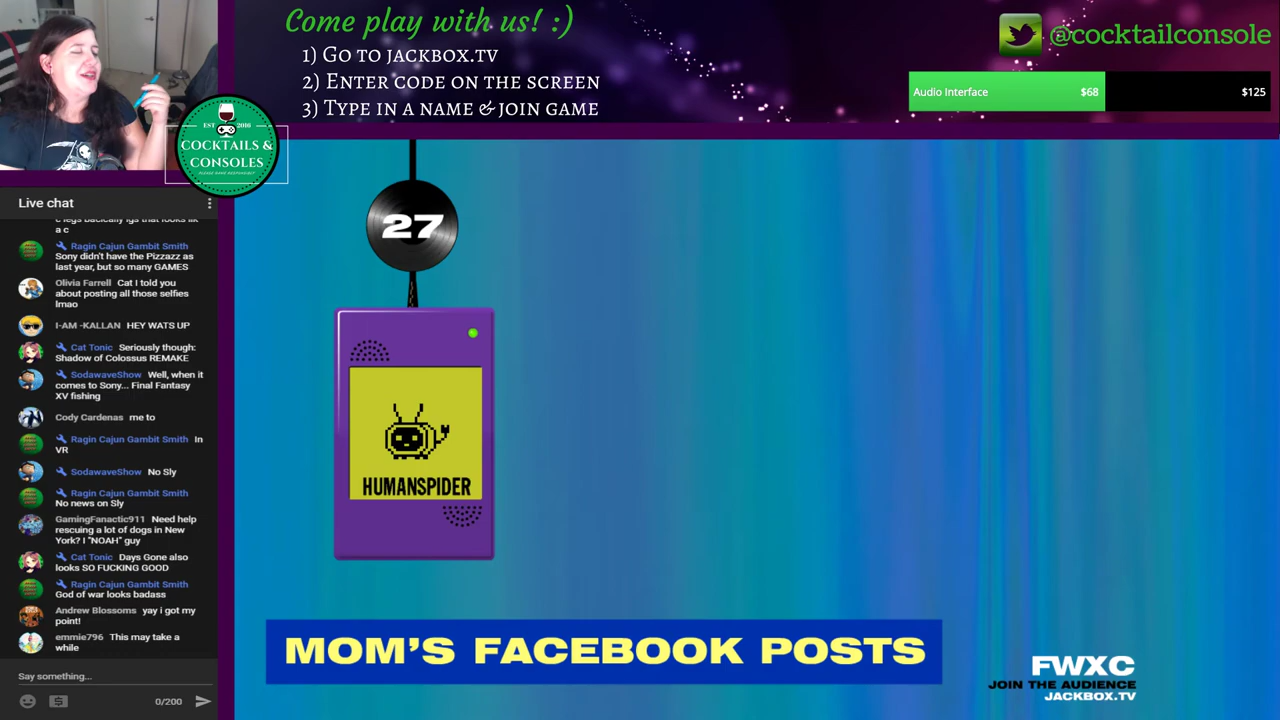 Come play with us! :)
1) Go to jackbox.tv
2) Enter code on the screen
3) Type in a name & join game
@cocktailconsole
Audio Interface $68 $125
EST 2016
COCKTAILS &
CONSOLES
Live chat
a c
Ragin Cajun Gambit Smith
Sony didn't have the Pizzazz as
last year, but so many GAMES
Olivia Farrell Cat I told you
about posting all those selfies
lmao
I-AM -KALLAN HEY WATS UP
Cat Tonic Seriously though:
Shadow of Colossus REMAKE
SodawaveShow Well, when it
comes to Sony... Final Fantasy
XV fishing
Cody Cardenas me to
Ragin Cajun Gambit Smith In
VR
SodawaveShow No Sly
Ragin Cajun Gambit Smith
No news on Sly
GamingFanactic911 Need help
rescuing a lot of dogs in New
York? I "NOAH" guy
Cat Tonic Days Gone also
looks SO FUCKING GOOD
Ragin Cajun Gambit Smith
God of war looks badass
Andrew Blossoms yay i got my
point!
emmie796 This may take a
while
Say something...
0/200
27
HUMANSPIDER
MOM'S FACEBOOK POSTS
FWXC
JOIN THE AUDIENCE
JACKBOX.TV